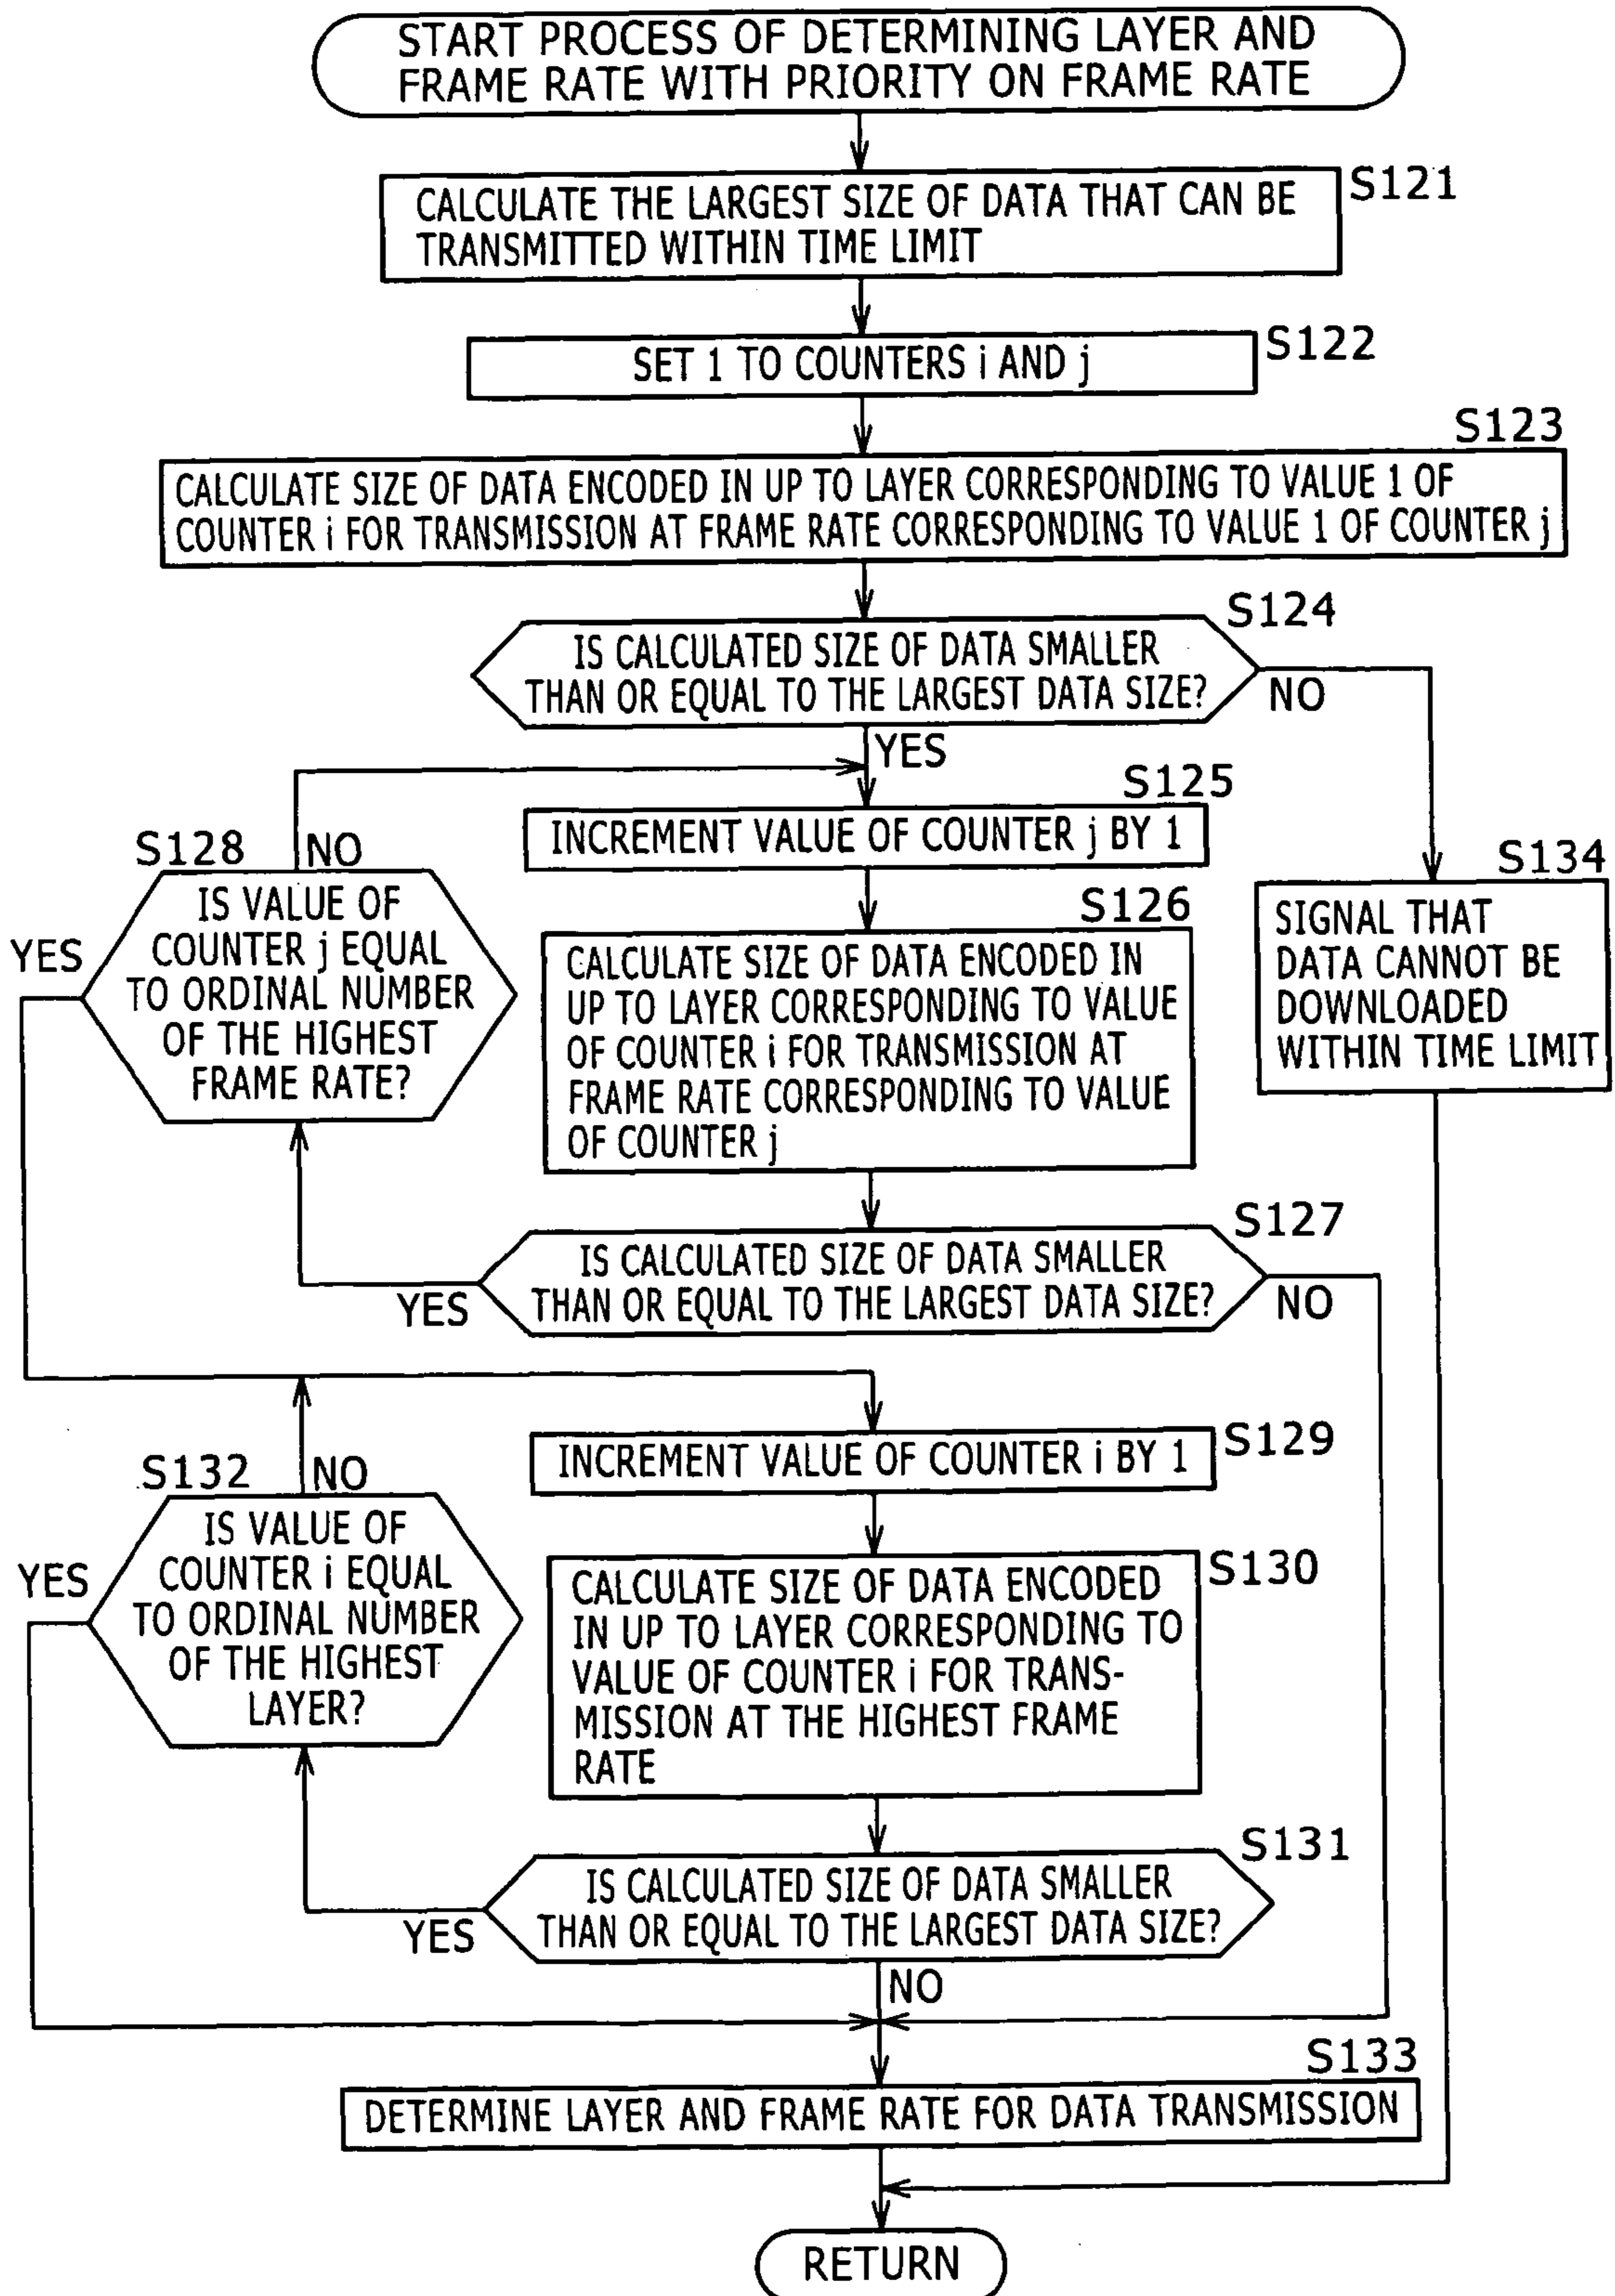 START PROCESS OF DETERMINING LAYER AND
FRAME RATE WITH PRIORITY ON FRAME RATE
S121
CALCULATE THE LARGEST SIZE OF DATA THAT CAN BE
TRANSMITTED WITHIN TIME LIMIT
S122
SET 1 TO COUNTERS i AND j
S123
CALCULATE SIZE OF DATA ENCODED IN UP TO LAYER CORRESPONDING TO VALUE 1 OF
COUNTER i FOR TRANSMISSION AT FRAME RATE CORRESPONDING TO VALUE 1 OF COUNTER j
S124
IS CALCULATED SIZE OF DATA SMALLER
THAN OR EQUAL TO THE LARGEST DATA SIZE?
NO
YES
S125
INCREMENT VALUE OF COUNTER j BY 1
S128
NO
IS VALUE OF
COUNTER j EQUAL
TO ORDINAL NUMBER
OF THE HIGHEST
FRAME RATE?
YES
S126
CALCULATE SIZE OF DATA ENCODED IN
UP TO LAYER CORRESPONDING TO VALUE
OF COUNTER i FOR TRANSMISSION AT
FRAME RATE CORRESPONDING TO VALUE
OF COUNTER j
S134
SIGNAL THAT
DATA CANNOT BE
DOWNLOADED
WITHIN TIME LIMIT
S127
IS CALCULATED SIZE OF DATA SMALLER
THAN OR EQUAL TO THE LARGEST DATA SIZE?
YES
NO
S129
INCREMENT VALUE OF COUNTER i BY 1
S132
NO
IS VALUE OF
COUNTER i EQUAL
TO ORDINAL NUMBER
OF THE HIGHEST
LAYER?
YES
S130
CALCULATE SIZE OF DATA ENCODED
IN UP TO LAYER CORRESPONDING TO
VALUE OF COUNTER i FOR TRANS-
MISSION AT THE HIGHEST FRAME
RATE
S131
IS CALCULATED SIZE OF DATA SMALLER
THAN OR EQUAL TO THE LARGEST DATA SIZE?
YES
NO
S133
DETERMINE LAYER AND FRAME RATE FOR DATA TRANSMISSION
RETURN